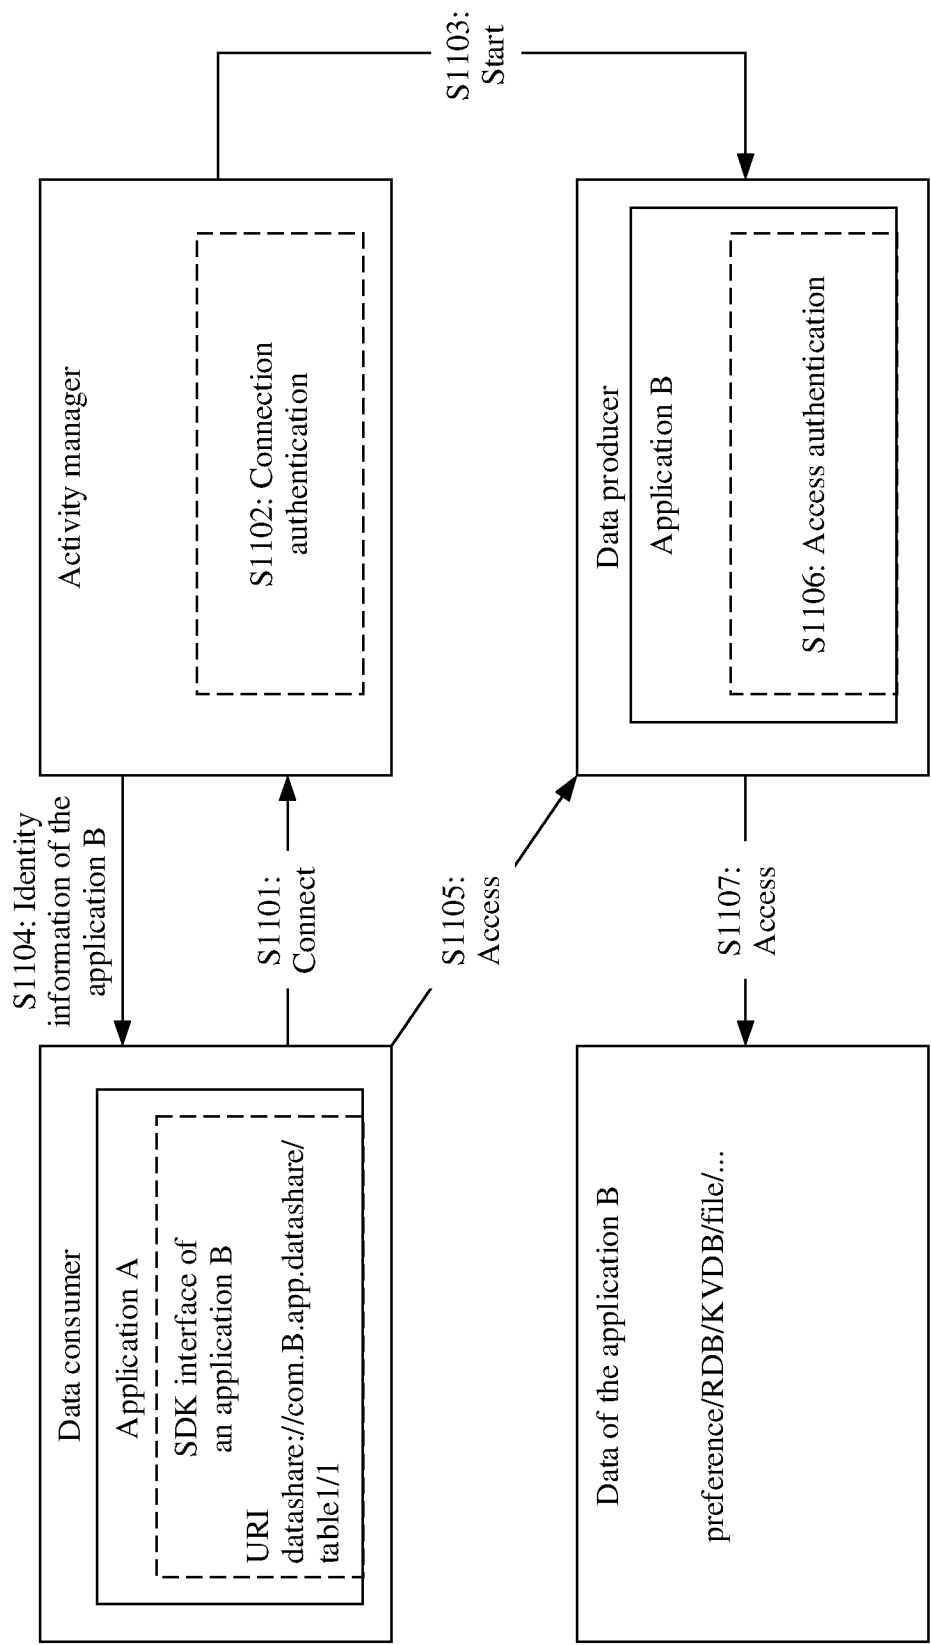 Data consumer
Application A
SDK interface of
an application B
URI
datashare://com.B.app.datashare/
table1/1
S1104: Identity
information of the
application B
S1101:
Connect
Activity manager
S1102: Connection
authentication
S1103:
Start
S1105:
Access
Data of the application B
preference/RDB/KVDB/file/...
S1107:
Access
Data producer
Application B
S1106: Access authentication